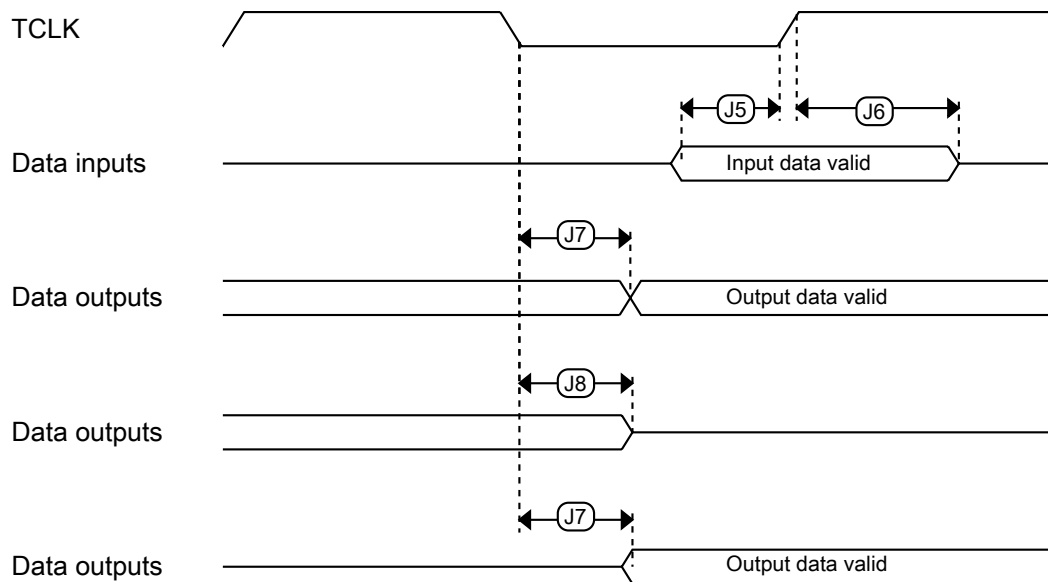 TCLK
J5
J6
Data inputs
Input data valid
J7
Data outputs
Output data valid
J8
Data outputs
J7
Data outputs
Output data valid